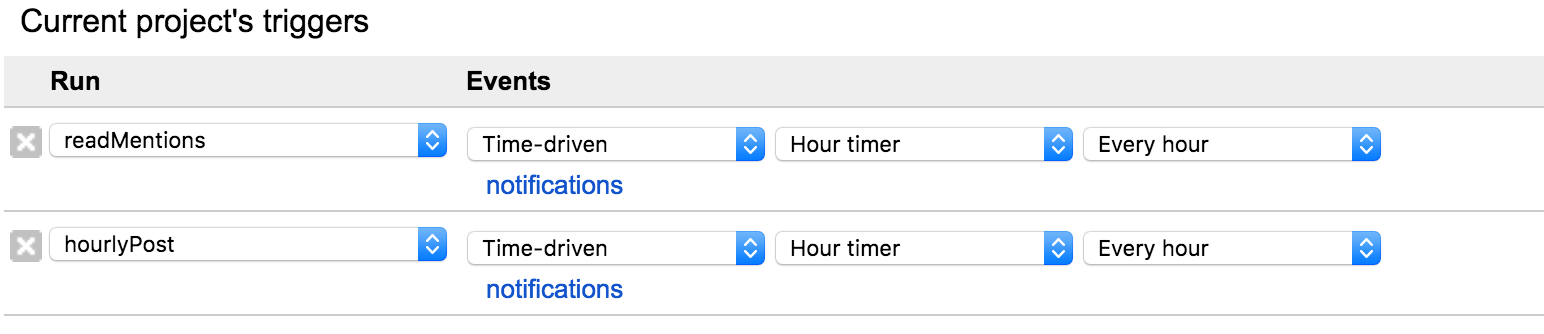 Current project's triggers
Run Events
readMentions Time-driven Hour timer Every hour
notifications
hourlyPost Time-driven Hour timer Every hour
notifications